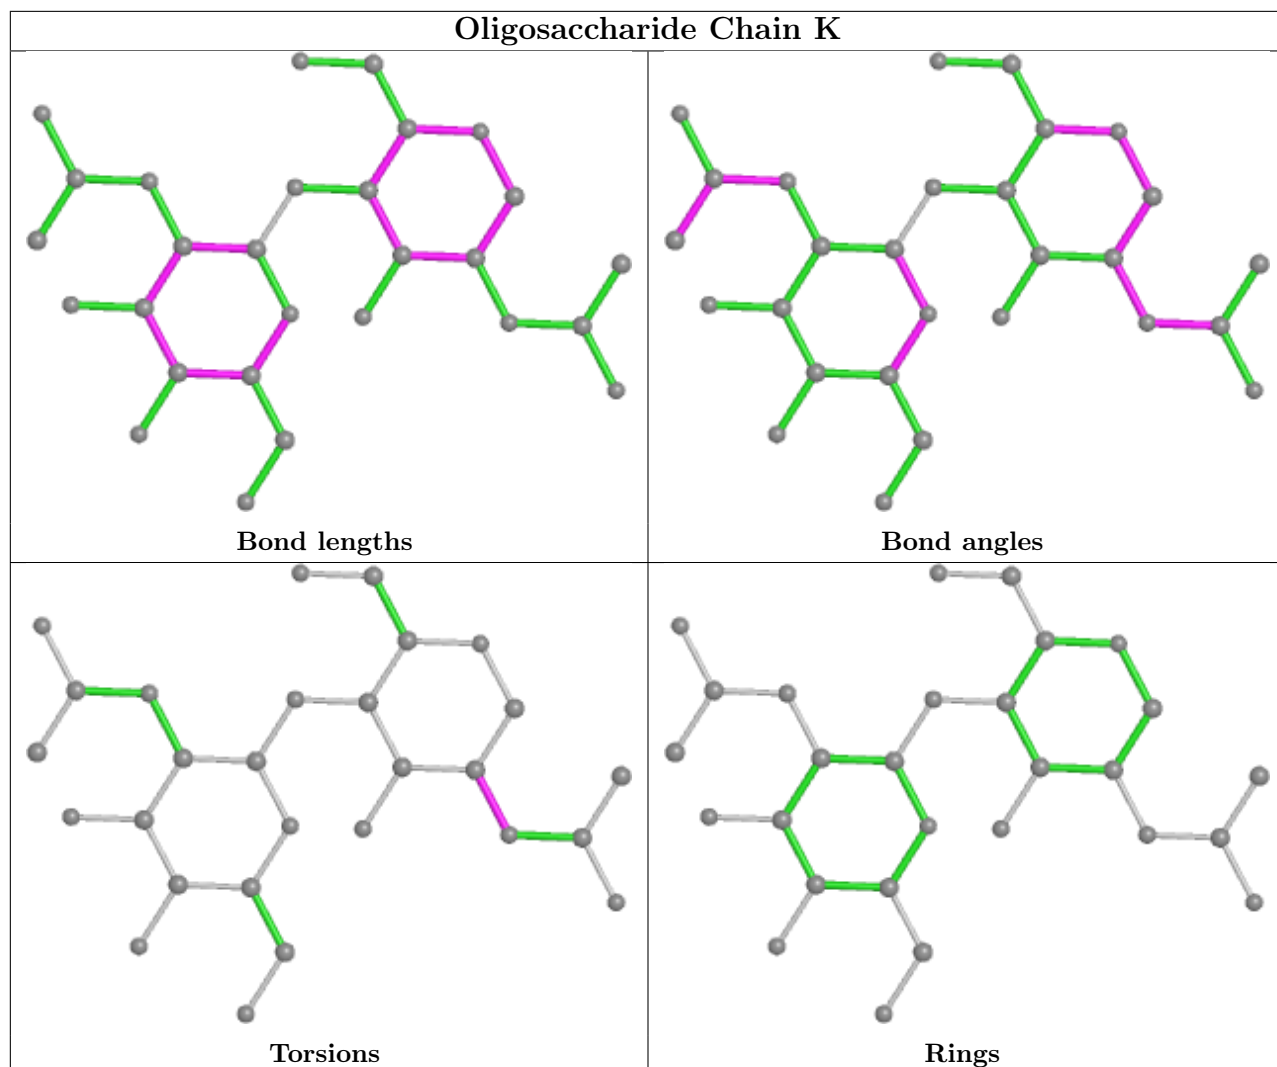 Oligosaccharide Chain K
Bond lengths
Bond angles
Torsions
Rings